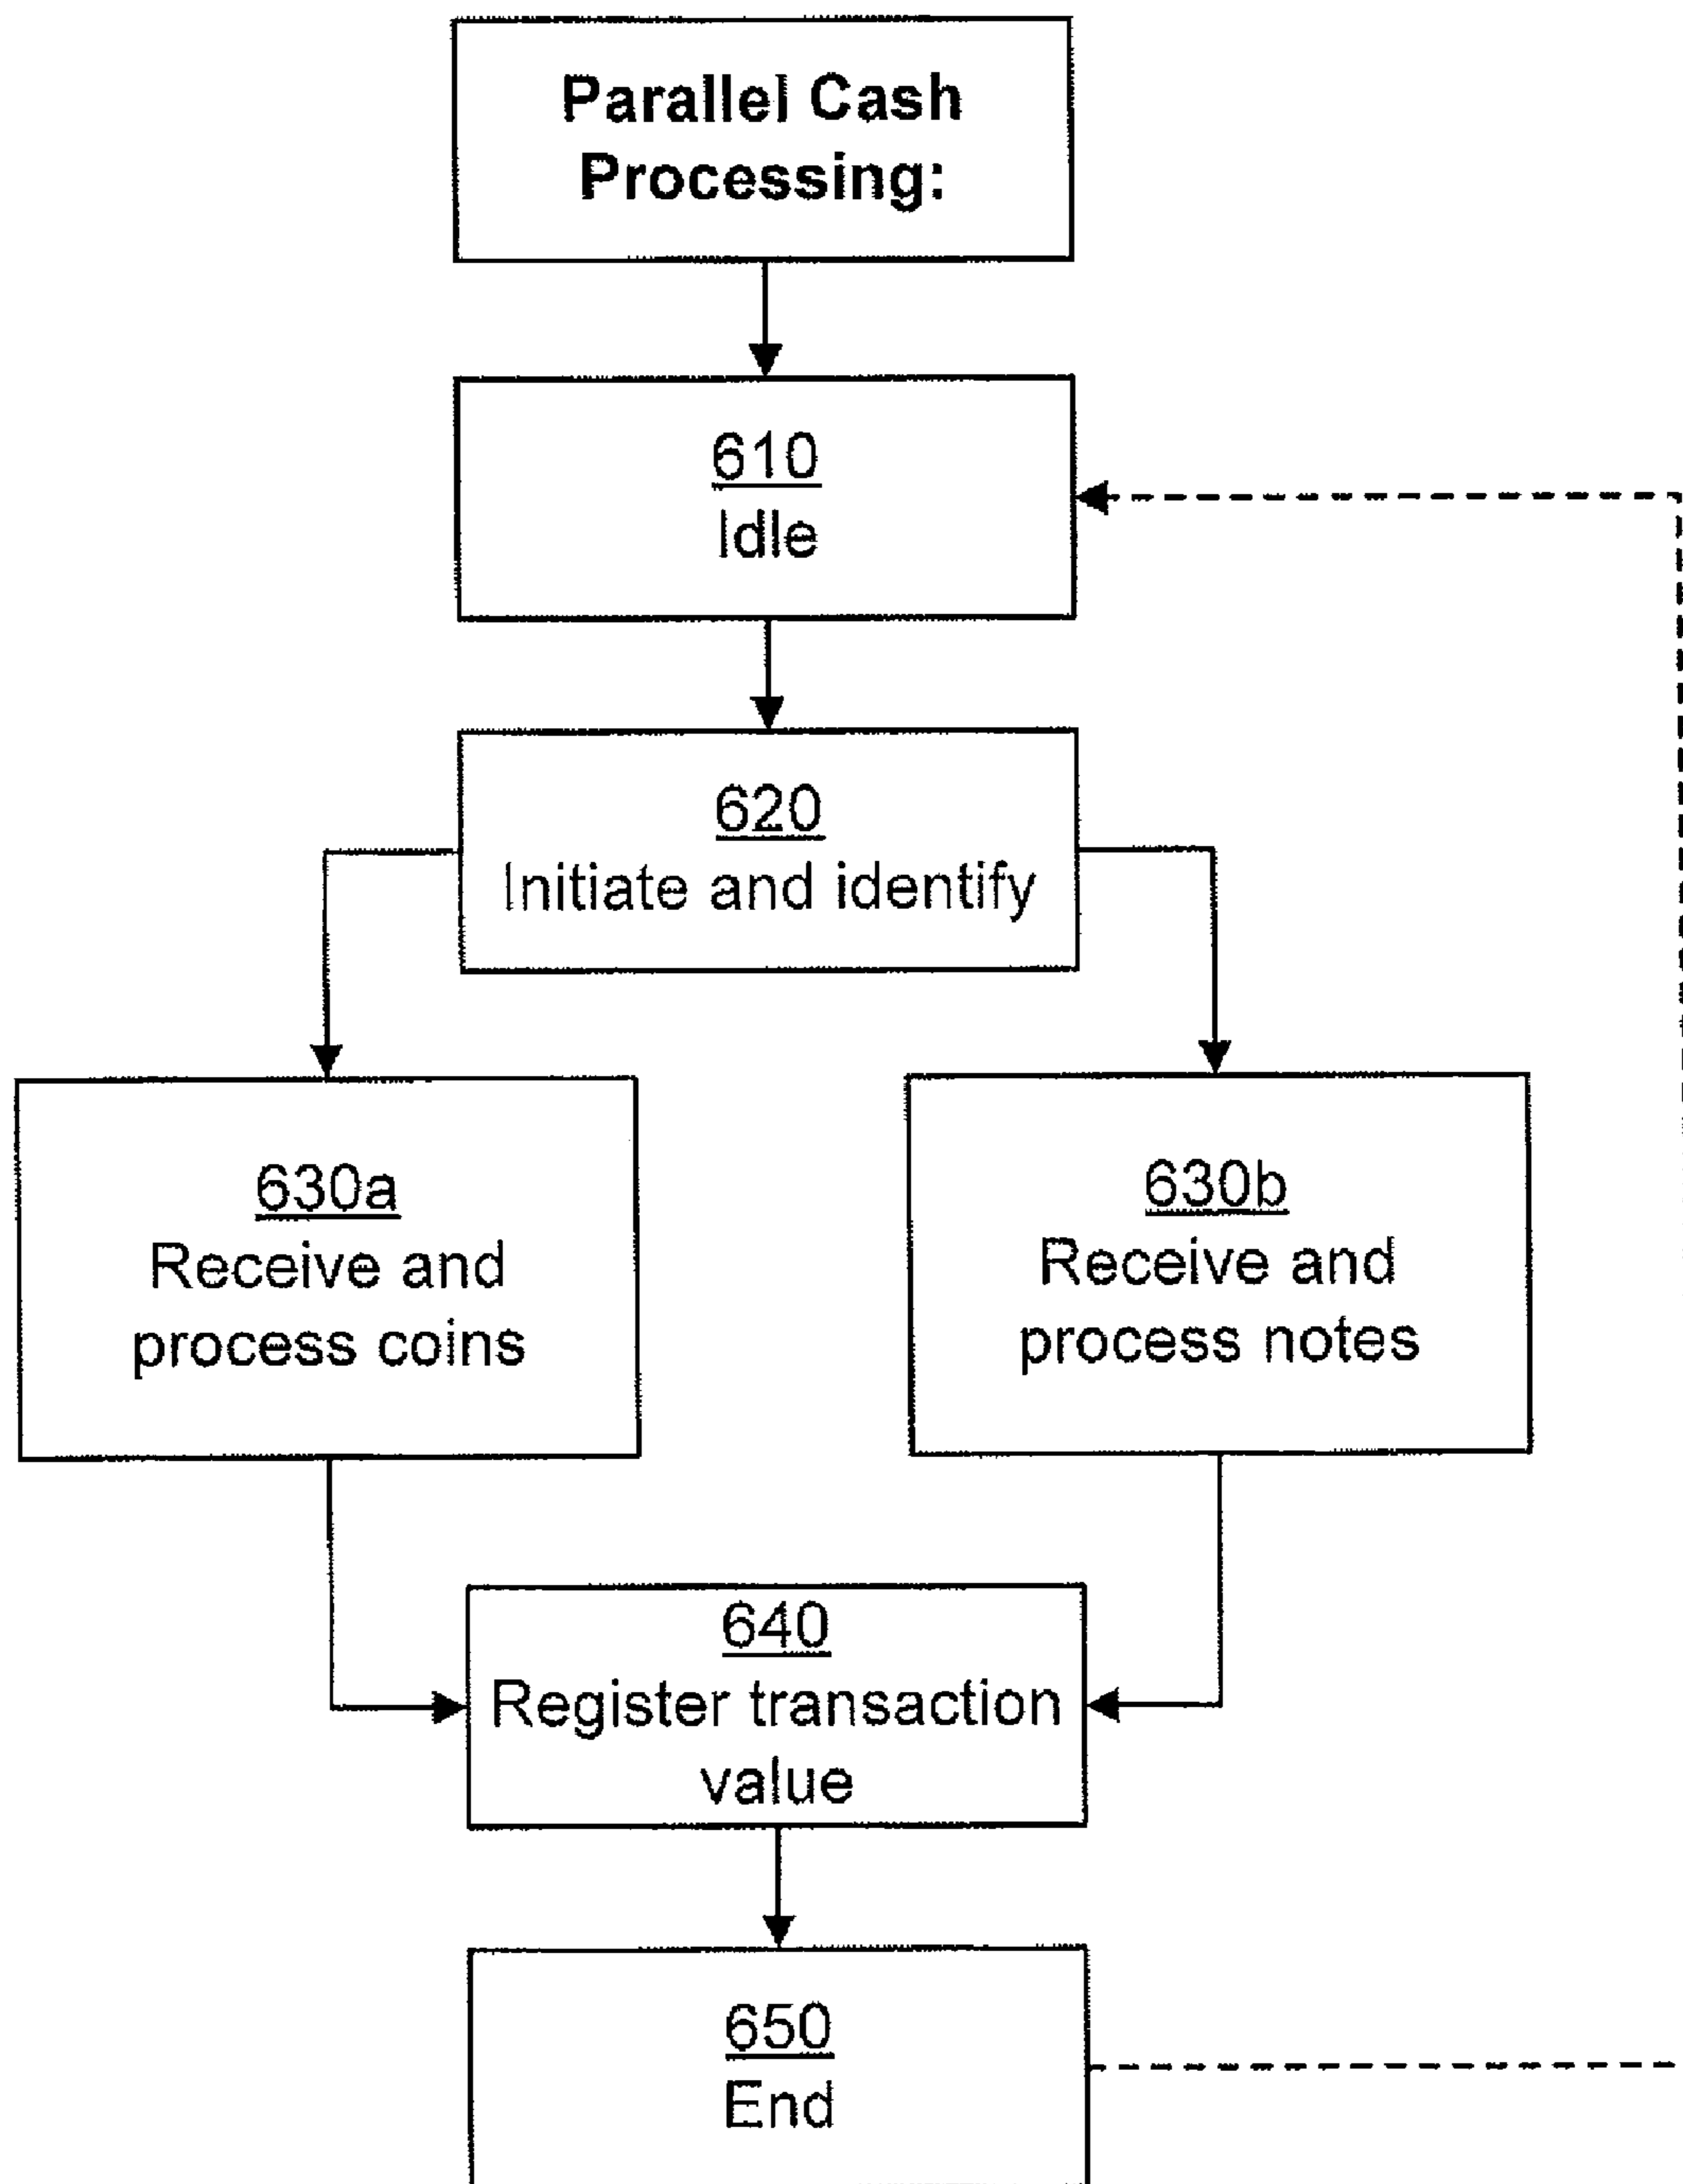 Parallel Cash
Processing:
610
Idle
620
Initiate and identify
630a
Receive and
process coins
630b
Receive and
process notes
640
Register transaction
value
650
End